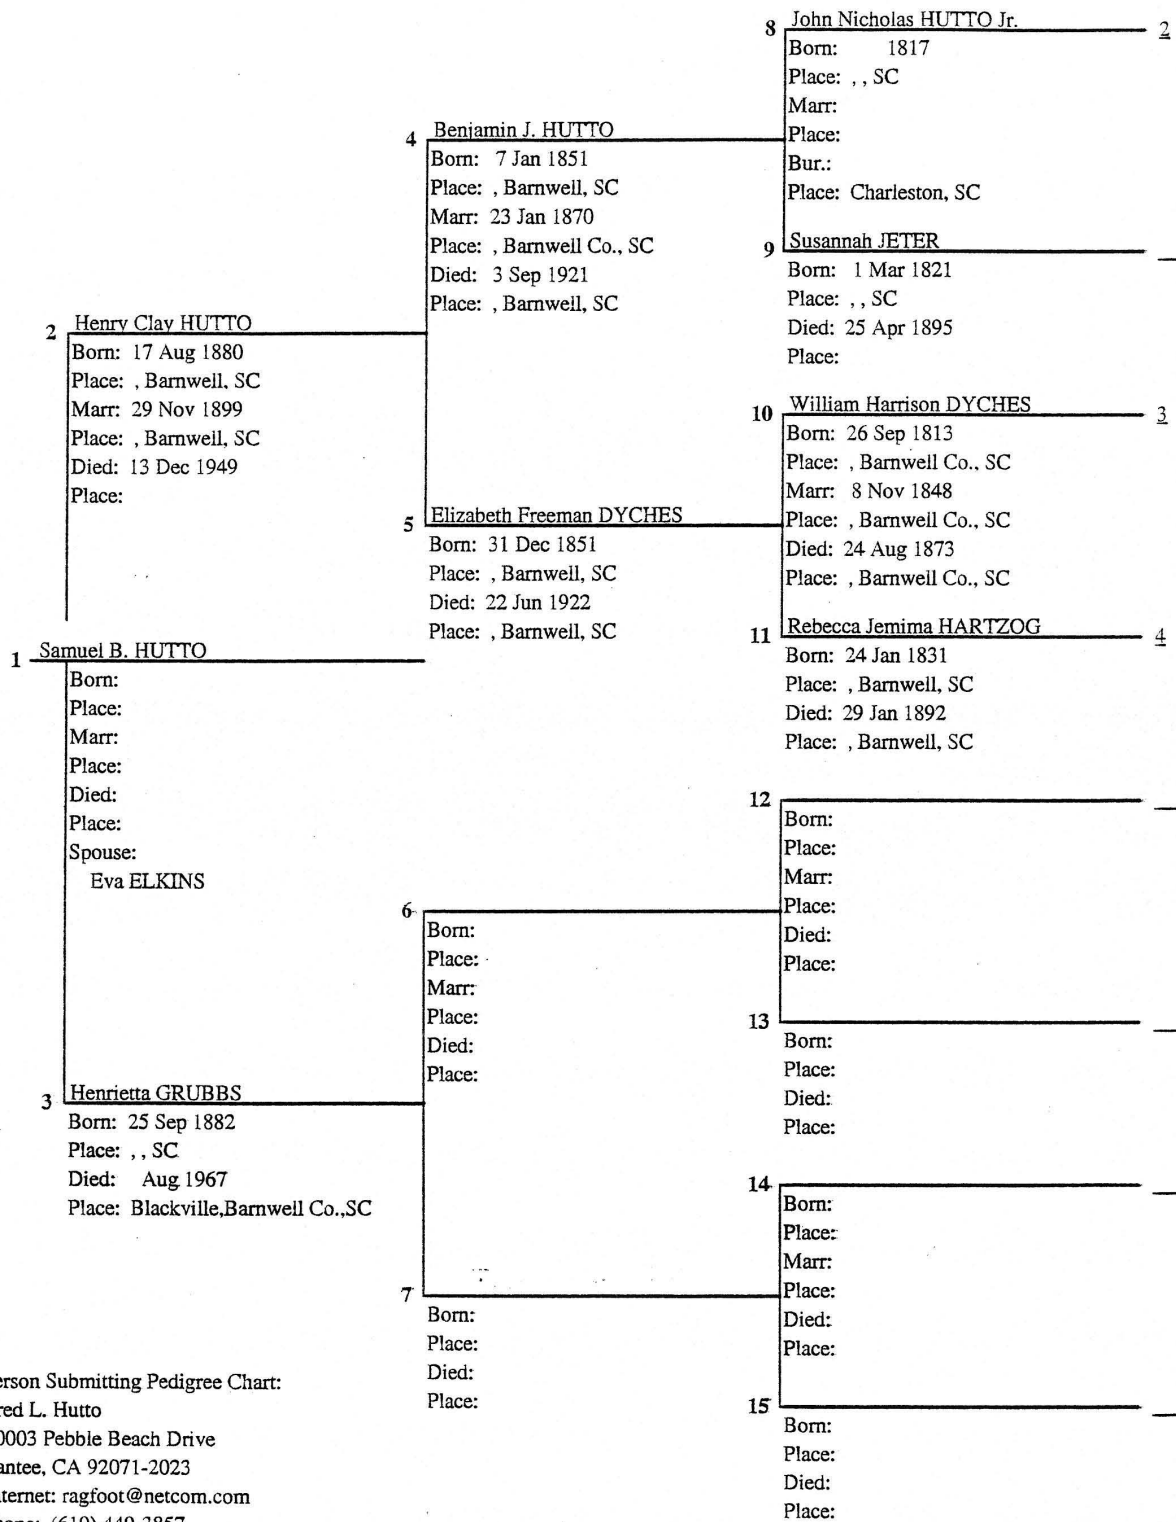 8 John Nicholas HUTTO Jr. 2
Born: 1817
Place: , , SC
Marr:
Place:
Bur.:
Place: Charleston, SC
4 Benjamin J. HUTTO
Born: 7 Jan 1851
Place: , Barnwell, SC
Marr: 23 Jan 1870
Place: , Barnwell Co., SC
Died: 3 Sep 1921
Place: , Barnwell, SC
9 Susannah JETER
Born: 1 Mar 1821
Place: , , SC
Died: 25 Apr 1895
Place:
2 Henry Clay HUTTO
Born: 17 Aug 1880
Place: , Barnwell, SC
Marr: 29 Nov 1899
Place: , Barnwell, SC
Died: 13 Dec 1949
Place:
10 William Harrison DYCHES 3
Born: 26 Sep 1813
Place: , Barnwell Co., SC
Marr: 8 Nov 1848
Place: , Barnwell Co., SC
Died: 24 Aug 1873
Place: , Barnwell Co., SC
5 Elizabeth Freeman DYCHES
Born: 31 Dec 1851
Place: , Barnwell, SC
Died: 22 Jun 1922
Place: , Barnwell, SC
11 Rebecca Jemima HARTZOG 4
Born: 24 Jan 1831
Place: , Barnwell, SC
Died: 29 Jan 1892
Place: , Barnwell, SC
1 Samuel B. HUTTO
Born:
Place:
Marr:
Place:
Died:
Place:
Spouse:
Eva ELKINS
12
Born:
Place:
Marr:
Place:
Died:
Place:
6
Born:
Place:
Marr:
Place:
Died:
Place:
13
Born:
Place:
Died:
Place:
3 Henrietta GRUBBS
Born: 25 Sep 1882
Place: , , SC
Died: Aug 1967
Place: Blackville,Barnwell Co.,SC
14
Born:
Place:
Marr:
Place:
Died:
Place:
7
Born:
Place:
Died:
Place:
15
Born:
Place:
Died:
Place:
erson Submitting Pedigree Chart:
red L. Hutto
0003 Pebble Beach Drive
antee, CA 92071-2023
nternet: ragfoot@netcom.com
(619) 449-3857